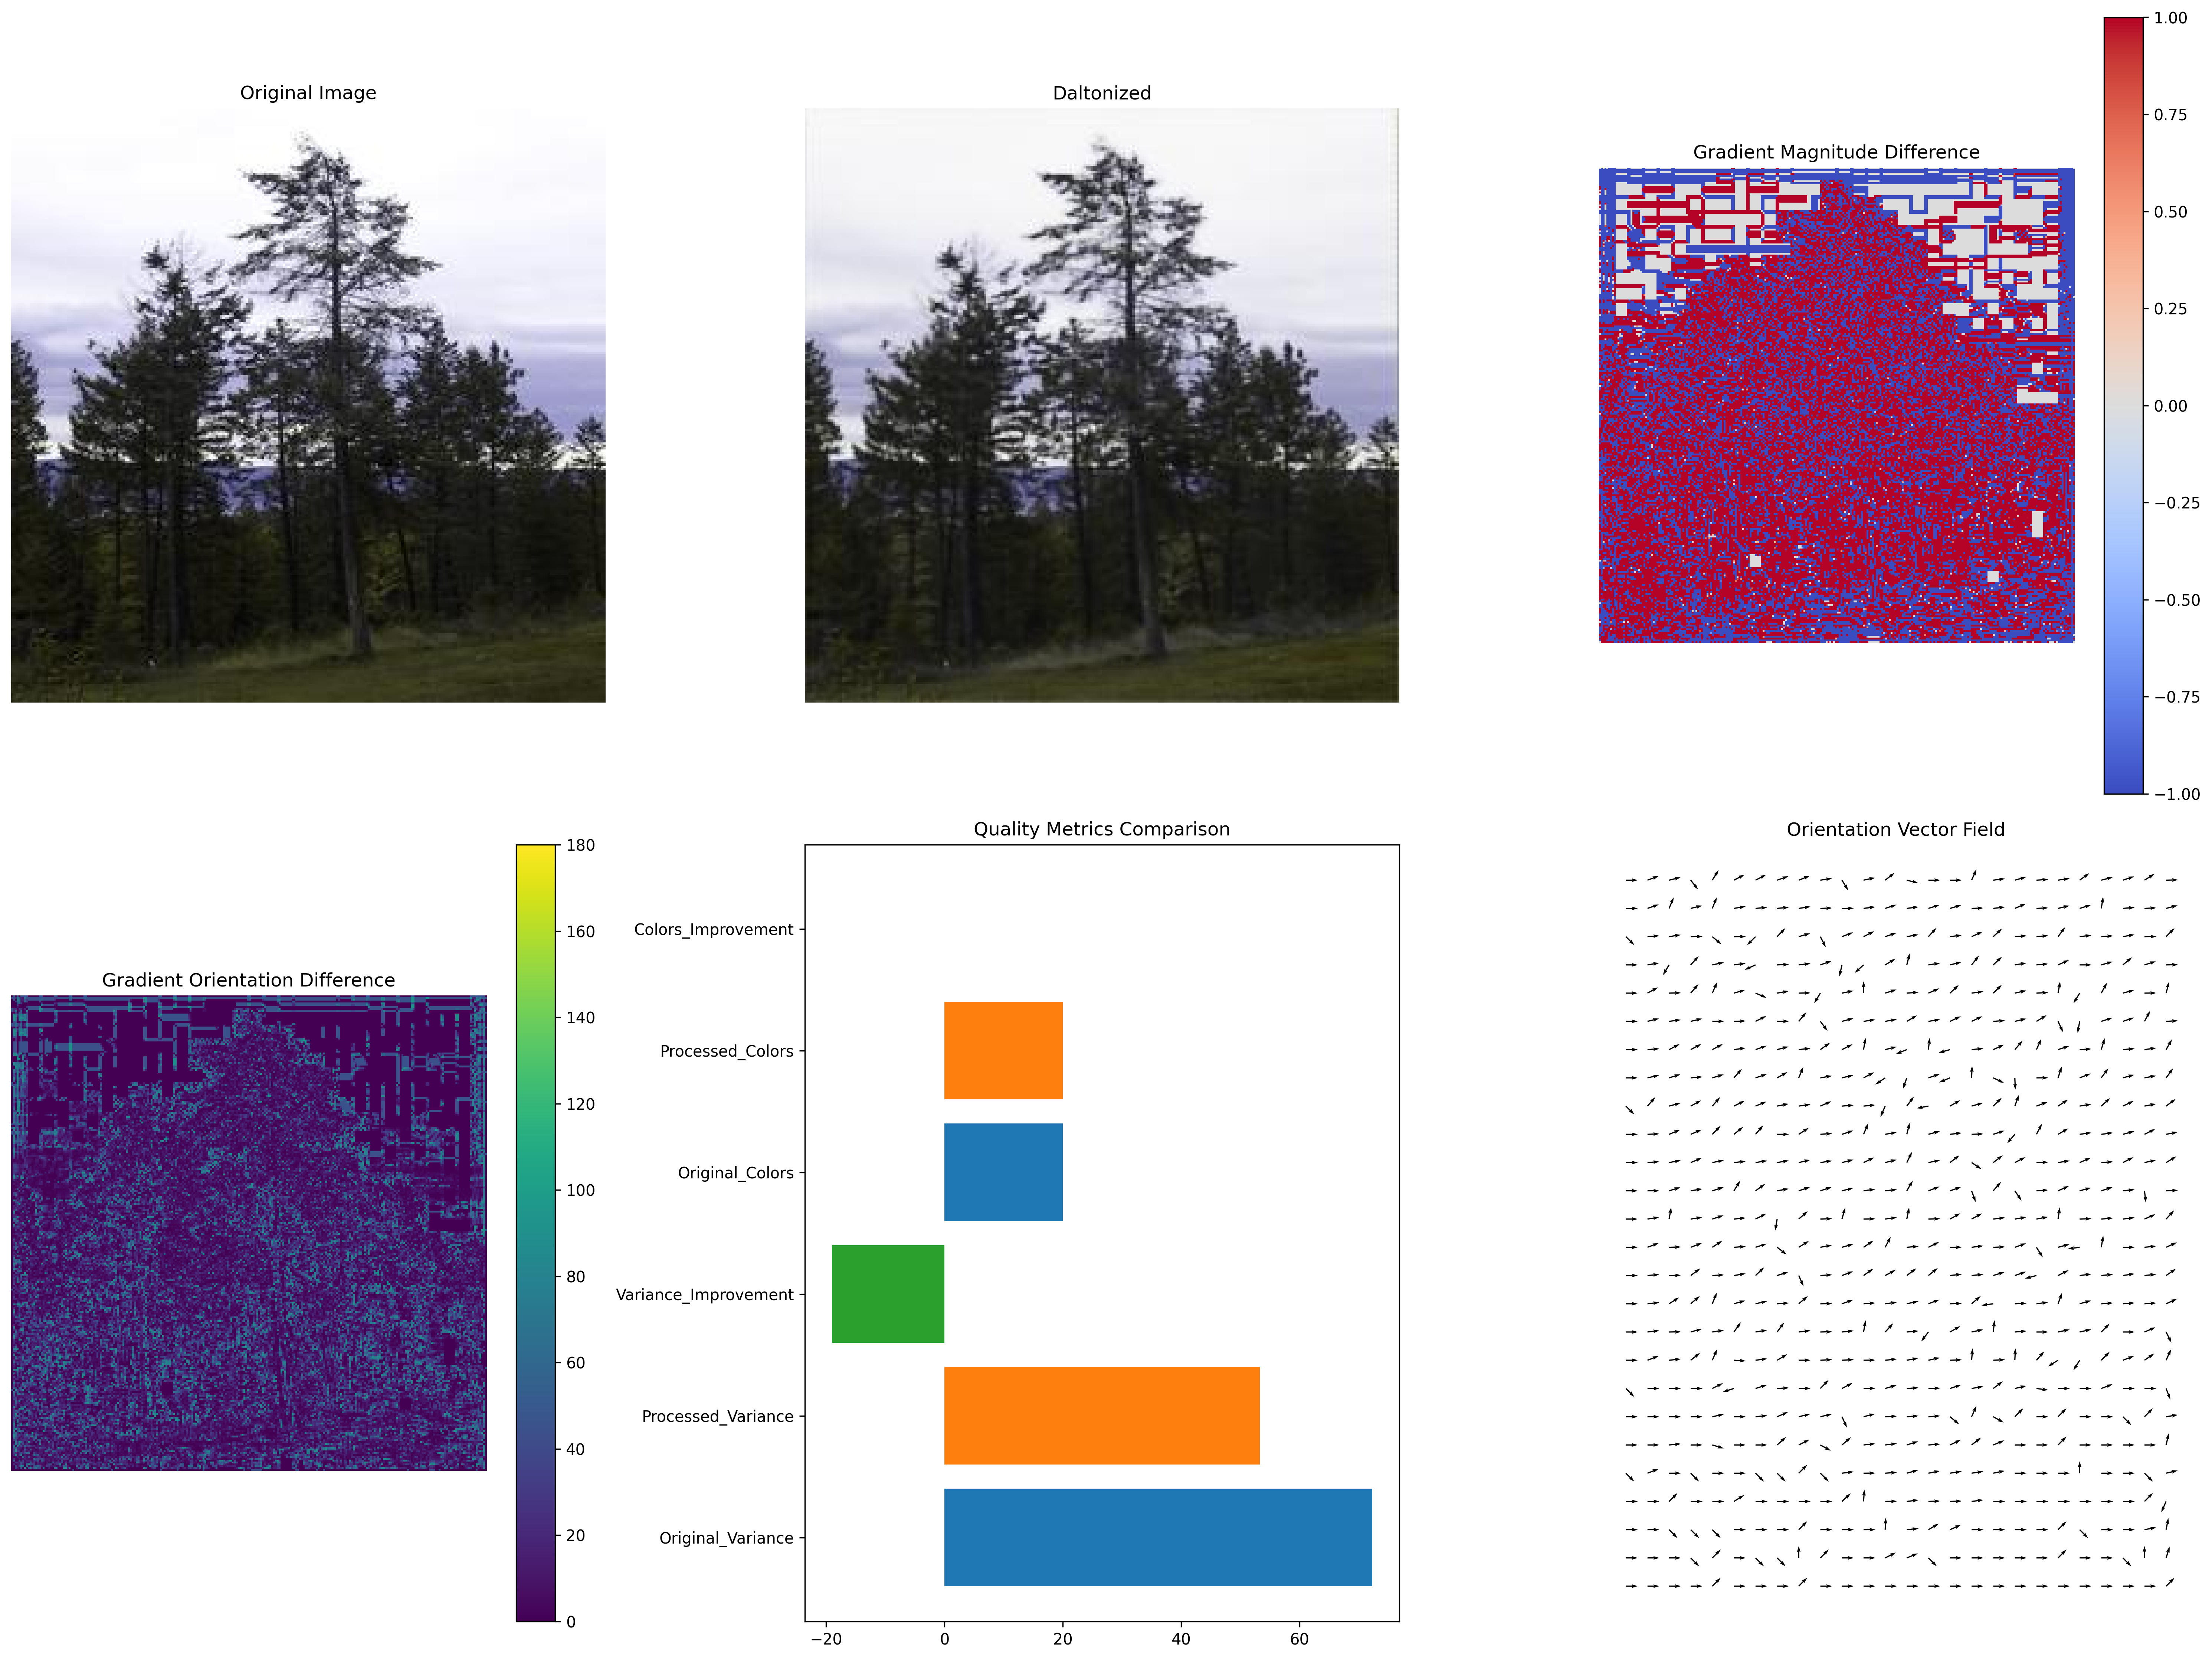 Original Image
Daltonized
Gradient Magnitude Difference
1.00
0.75
0.50
0.25
0.00
−0.25
−0.50
−0.75
−1.00
Gradient Orientation Difference
180
160
140
120
100
80
60
40
20
0
Quality Metrics Comparison
Colors_Improvement
Processed_Colors
Original_Colors
Variance_Improvement
Processed_Variance
Original_Variance
−20
0
20
40
60
Orientation Vector Field